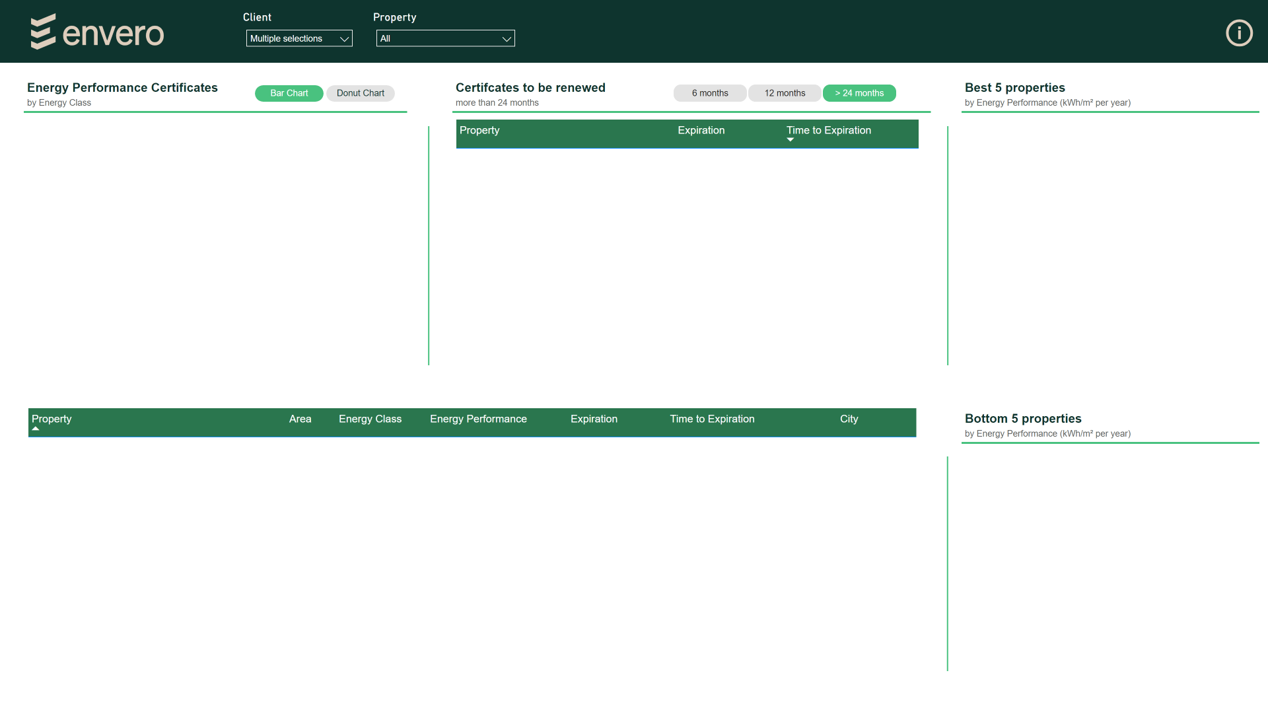 envero
Client
Property
Multiple selections
All
i
Energy Performance Certificates
by Energy Class
Bar Chart
Donut Chart
Certifcates to be renewed
more than 24 months
6 months
12 months
> 24 months
Best 5 properties
by Energy Performance (kWh/m² per year)
Property
Expiration
Time to Expiration
Property
Area
Energy Class
Energy Performance
Expiration
Time to Expiration
City
Bottom 5 properties
by Energy Performance (kWh/m² per year)